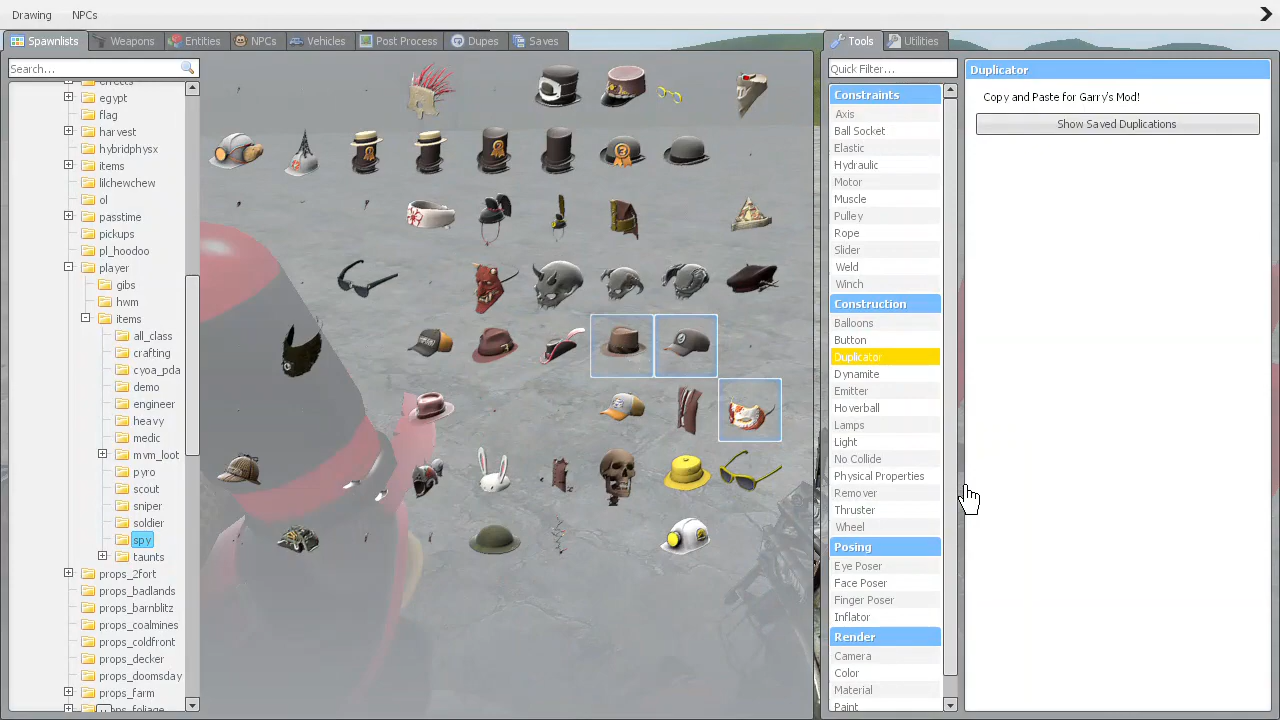 Drawing NPCs
Spawnlists Weapons Entities NPCs Vehicles Post Process Dupes Saves
Tools Utilities
Search...
Quick Filter...
egypt
flag
harvest
hybridphysx
items
lilchewchew
ol
passtime
pickups
pl_hoodoo
player
gibs
hwm
items
all_class
crafting
cyoa_pda
demo
engineer
heavy
medic
mvm_loot
pyro
scout
sniper
soldier
spy
taunts
props_2fort
props_badlands
props_barnblitz
props_coalmines
props_coldfront
props_decker
props_doomsday
props_farm
Constraints
Axis
Ball Socket
Elastic
Hydraulic
Motor
Muscle
Pulley
Rope
Slider
Weld
Winch
Construction
Balloons
Button
Duplicator
Dynamite
Emitter
Hoverball
Lamps
Light
No Collide
Physical Properties
Remover
Thruster
Wheel
Posing
Eye Poser
Face Poser
Finger Poser
Inflator
Render
Camera
Color
Material
Paint
Duplicator
Copy and Paste for Garry's Mod!
Show Saved Duplications